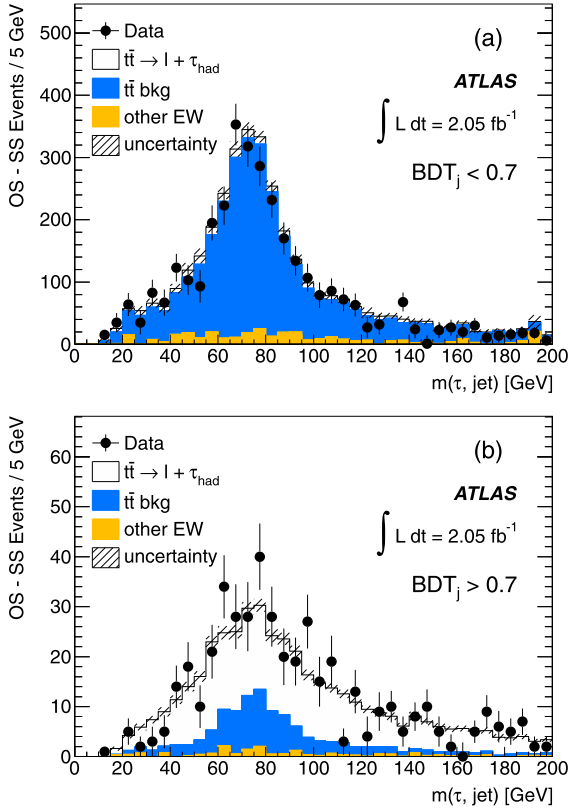 OS - SS Events / 5 GeV
500
400
300
200
100
0
Data
tt̄ → l + τhad
tt̄ bkg
other EW
uncertainty
(a)
ATLAS
∫ L dt = 2.05 fb⁻¹
BDTj < 0.7
0 20 40 60 80 100 120 140 160 180 200
m(τ, jet) [GeV]
OS - SS Events / 5 GeV
60
50
40
30
20
10
0
Data
tt̄ → l + τhad
tt̄ bkg
other EW
uncertainty
(b)
ATLAS
∫ L dt = 2.05 fb⁻¹
BDTj > 0.7
0 20 40 60 80 100 120 140 160 180 200
m(τ, jet) [GeV]